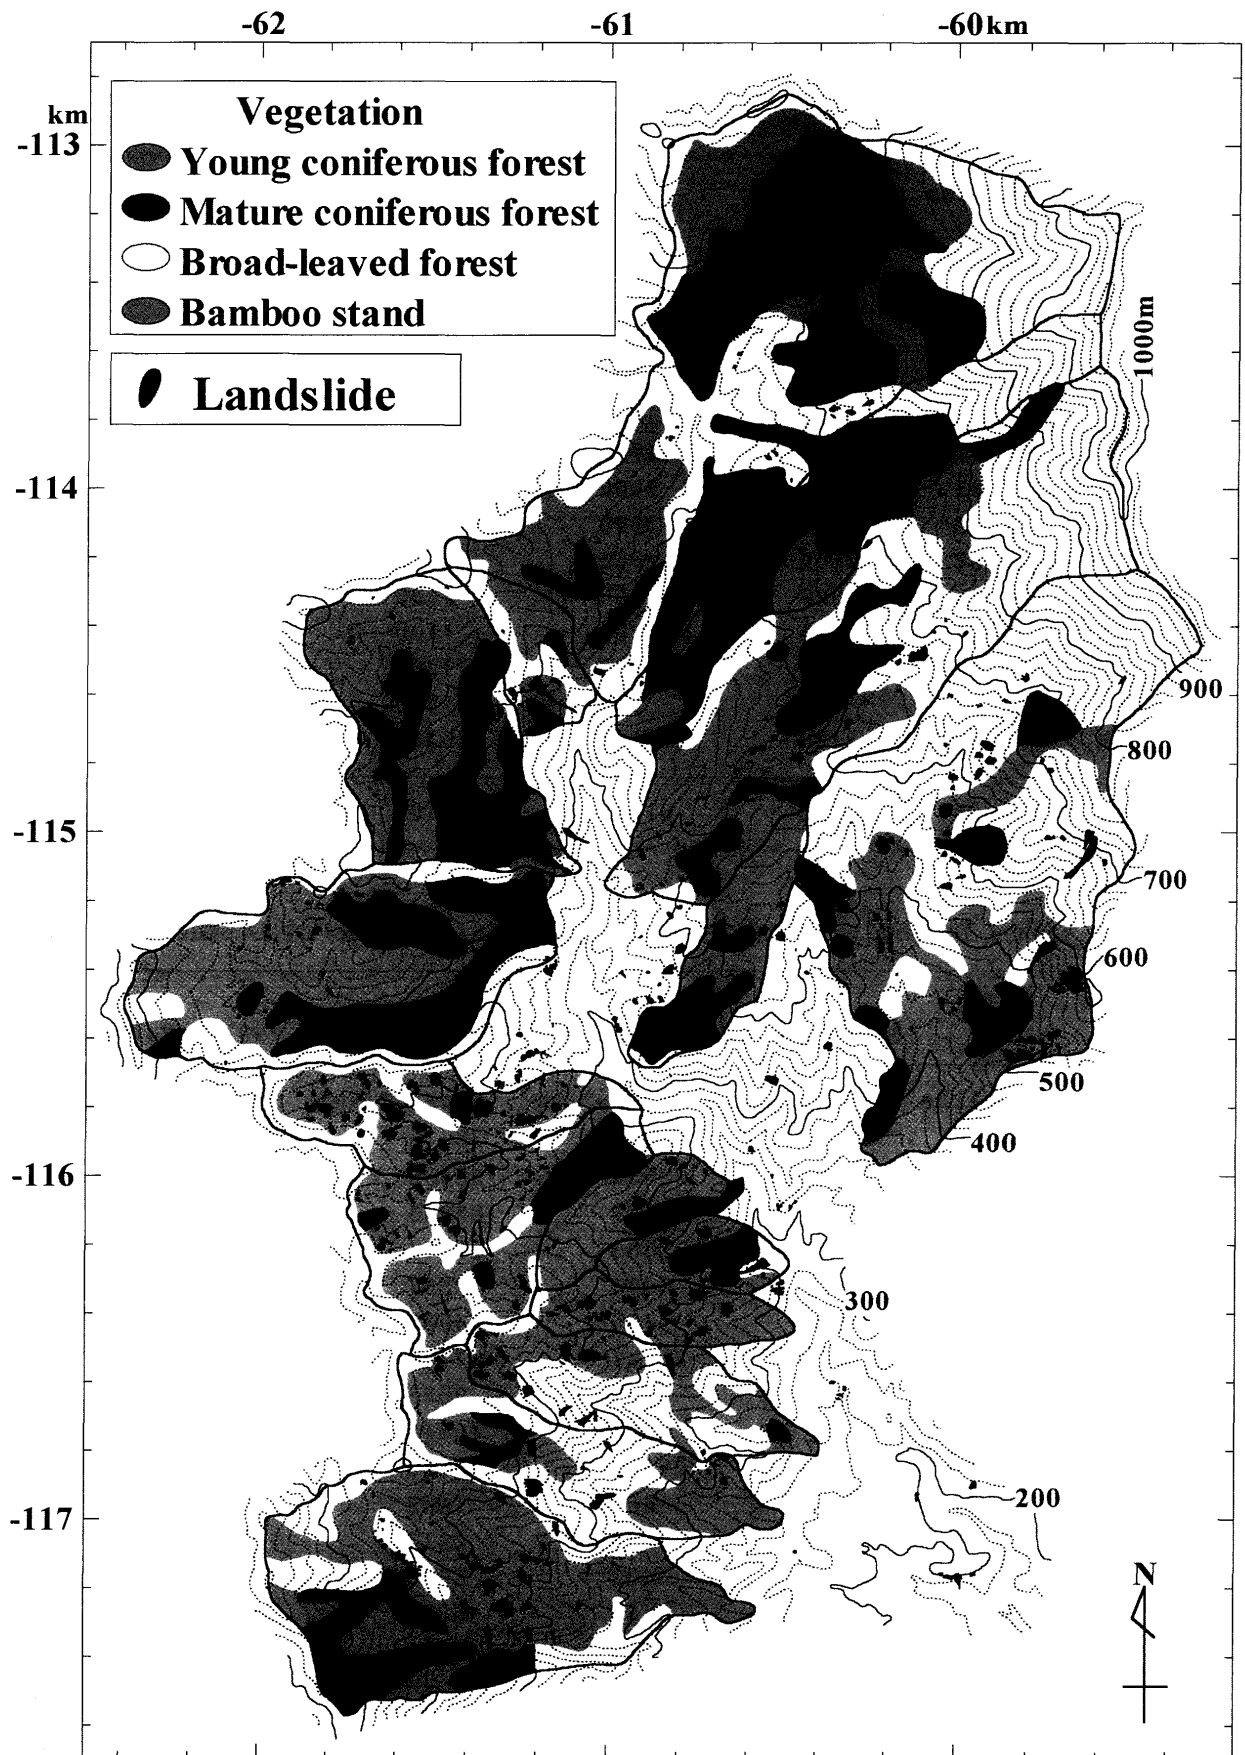 -62
-61
-60km
km
-113
Vegetation
Young coniferous forest
Mature coniferous forest
Broad-leaved forest
Bamboo stand
Landslide
1000m
-114
900
800
-115
700
600
500
400
-116
300
200
-117
N